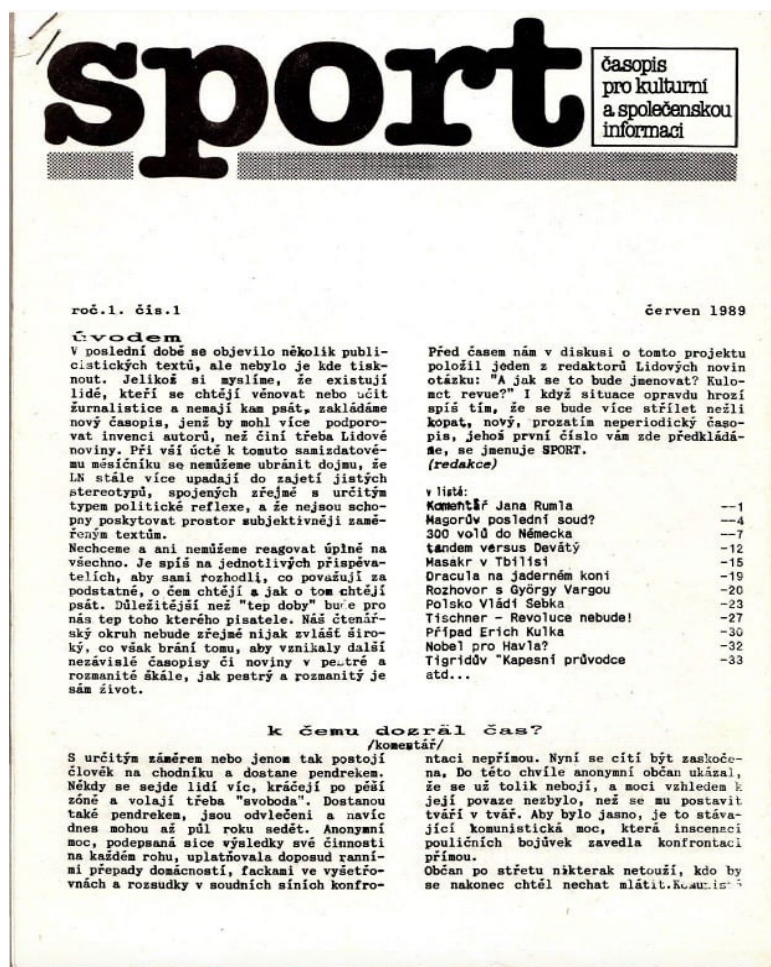 sport
časopis
pro kulturní
a společenskou
informaci
roč.1. čís.1
červen 1989
úvodem
V poslední době se objevilo několik publi-
cistických textů, ale nebylo je kde tisk-
nout. Jelikož si myslíme, že existují
lidé, kteří se chtějí věnovat nebo učit
žurnalistice a nemají kam psát, zakládáme
nový časopis, jenž by mohl více podporo-
vat invenci autorů, než činí třeba Lidové
noviny. Při vší úctě k tomuto samizdatové-
mu měsíčníku se nemůžeme ubránit dojmu, že
LN stále více upadají do zajetí jistých
stereotypů, spojených zřejmě s určitým
typem politické reflexe, a že nejsou scho-
pny poskytovat prostor subjektivněji zamě-
řeným textům.
Nechceme a ani nemůžeme reagovat úplně na
všechno. Je spíš na jednotlivých přispěva-
telích, aby sami rozhodli, co považují za
podstatné, o čem chtějí a jak o tom chtějí
psát. Důležitější než "tep doby" bude pro
nás tep toho kterého pisatele. Náš čtenář-
ský okruh nebude zřejmě nijak zvlášť širo-
ký, co však brání tomu, aby vznikaly další
nezávislé časopisy či noviny v pestré a
rozmanité škále, jak pestrý a rozmanitý je
sám život.
Před časem nám v diskusi o tomto projektu
položil jeden z redaktorů Lidových novin
otázku: "A jak se to bude jmenovat? Kulo-
met revue?" I když situace opravdu hrozí
spíš tím, že se bude více střílet nežli
kopat, nový, prozatím neperiodický časo-
pis, jehož první číslo vám zde předkládá-
me, se jmenuje SPORT.
(redakce)
v listě:
Komentář Jana Rumla --1
Magorův poslední soud? --4
300 volů do Německa --7
tandem versus Devátý -12
Masakr v Tbilisi -15
Dracula na jaderném koni -19
Rozhovor s György Vargou -20
Polsko Vládi Sebka -23
Tischner - Revoluce nebude! -27
Případ Erich Kulka -30
Nobel pro Havla? -32
Tigridův "Kapesní průvodce -33
atd...
k čemu dozrál čas?
/komentář/
S určitým záměrem nebo jenom tak postojí
člověk na chodníku a dostane pendrekem.
Někdy se sejde lidí víc, kráčejí po pěší
zóně a volají třeba "svoboda". Dostanou
také pendrekem, jsou odvlečeni a navíc
dnes mohou až půl roku sedět. Anonymní
moc, podepsaná sice výsledky své činnosti
na každém rohu, uplatňovala doposud ranní-
mi přepady domácností, fackami ve vyšetřo-
vnách a rozsudky v soudních síních konfro-
ntaci nepřímou. Nyní se cítí být zaskoče-
na. Do této chvíle anonymní občan ukázal,
že se už tolik nebojí, a moci vzhledem k
její povaze nezbylo, než se mu postavit
tváří v tvář. Aby bylo jasno, je to stáva-
jící komunistická moc, která inscenací
pouličních bojůvek zavedla konfrontaci
přímou.
Občan po střetu nikterak netouží, kdo by
se nakonec chtěl nechat mlátit.